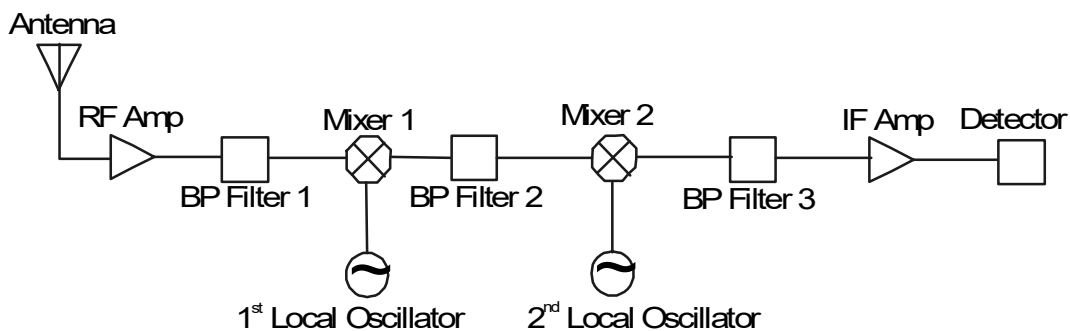 Antenna
RF Amp
Mixer 1
Mixer 2
IF Amp
Detector
BP Filter 1
BP Filter 2
BP Filter 3
1st Local Oscillator
2nd Local Oscillator